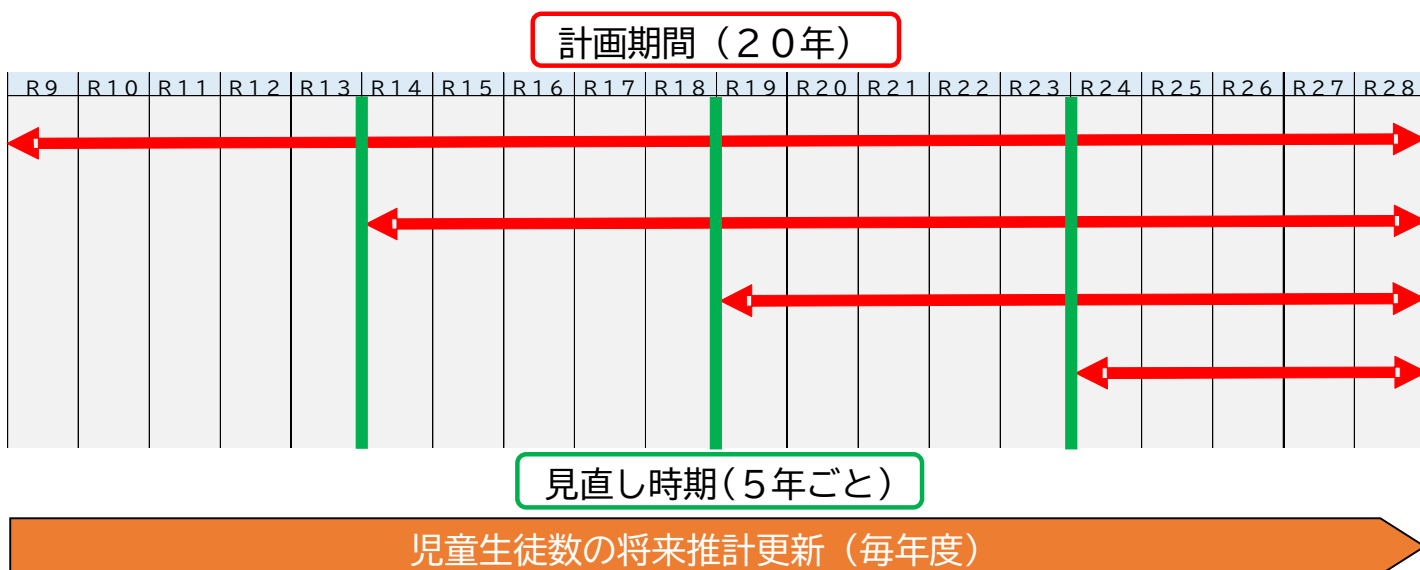 計画期間（２０年）
R9 R10 R11 R12 R13 R14 R15 R16 R17 R18 R19 R20 R21 R22 R23 R24 R25 R26 R27 R28
見直し時期（５年ごと）
児童生徒数の将来推計更新（毎年度）